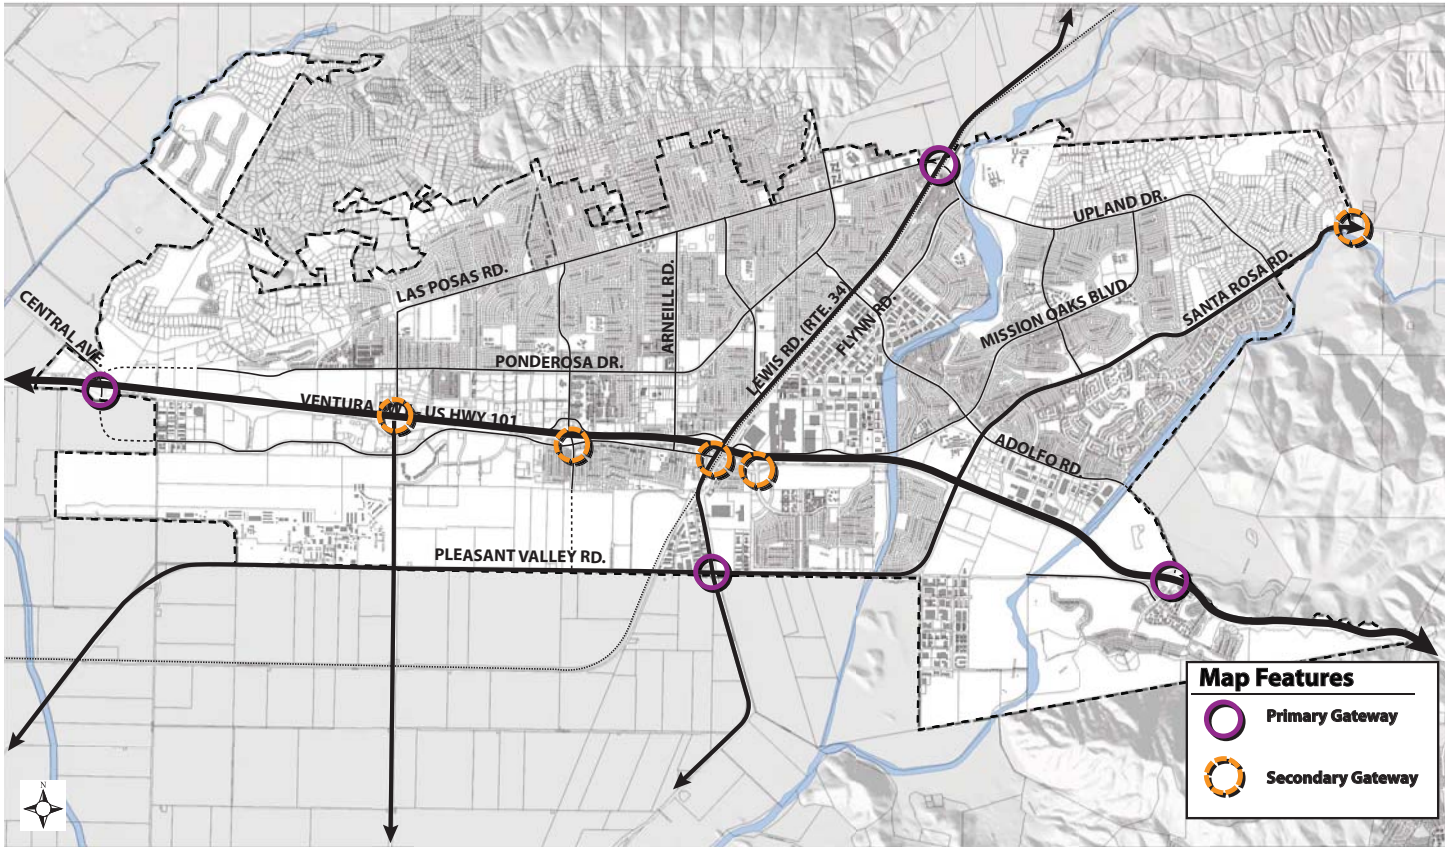 UPLAND DR.
LAS POSAS RD.
ARNEILL RD.
SANTA ROSA RD.
CENTRAL AVE
LEWIS RD. (RTE. 34)
FLYNN RD.
MISSION OAKS BLVD.
PONDEROSA DR.
VENTURA
US HWY 101
ADOLFO RD.
PLEASANT VALLEY RD.
Map Features
Primary Gateway
Secondary Gateway
N